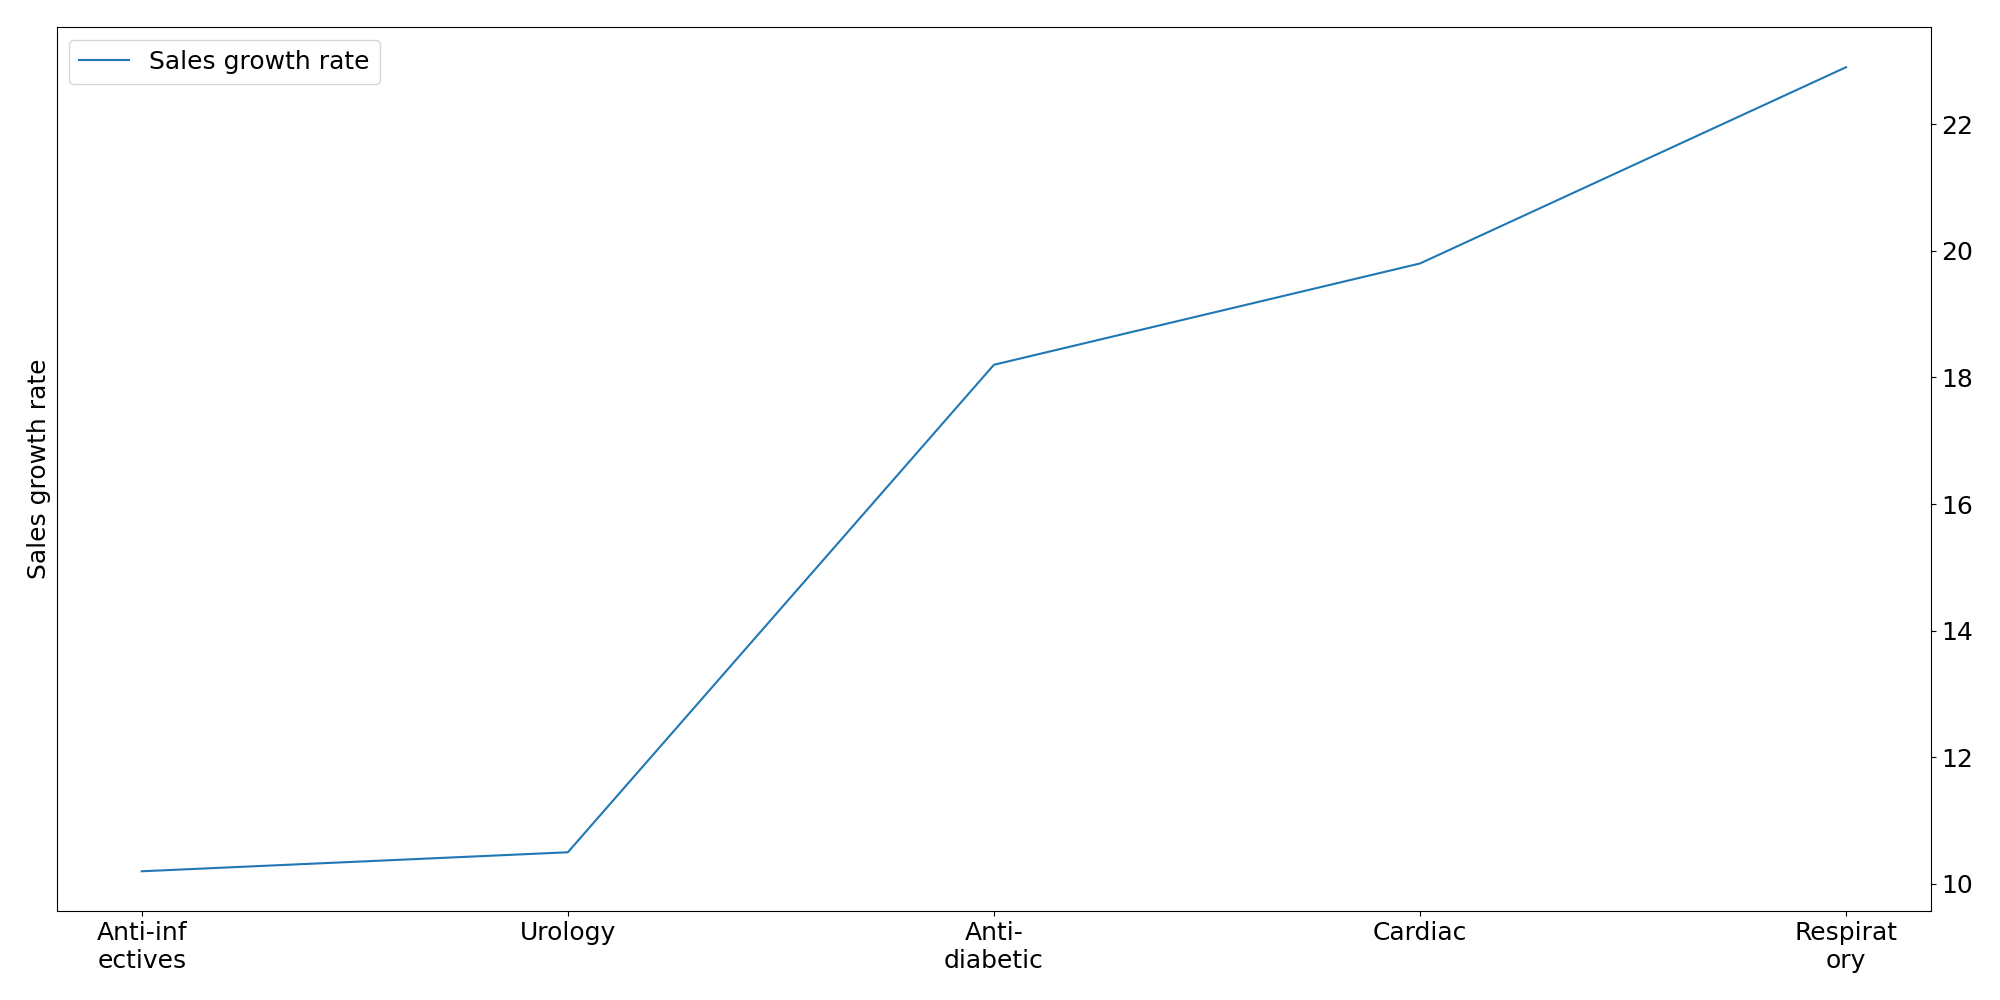 Sales growth rate
Sales growth rate
22
20
18
16
14
12
10
Anti-inf
ectives
Urology
Anti-
diabetic
Cardiac
Respirat
ory